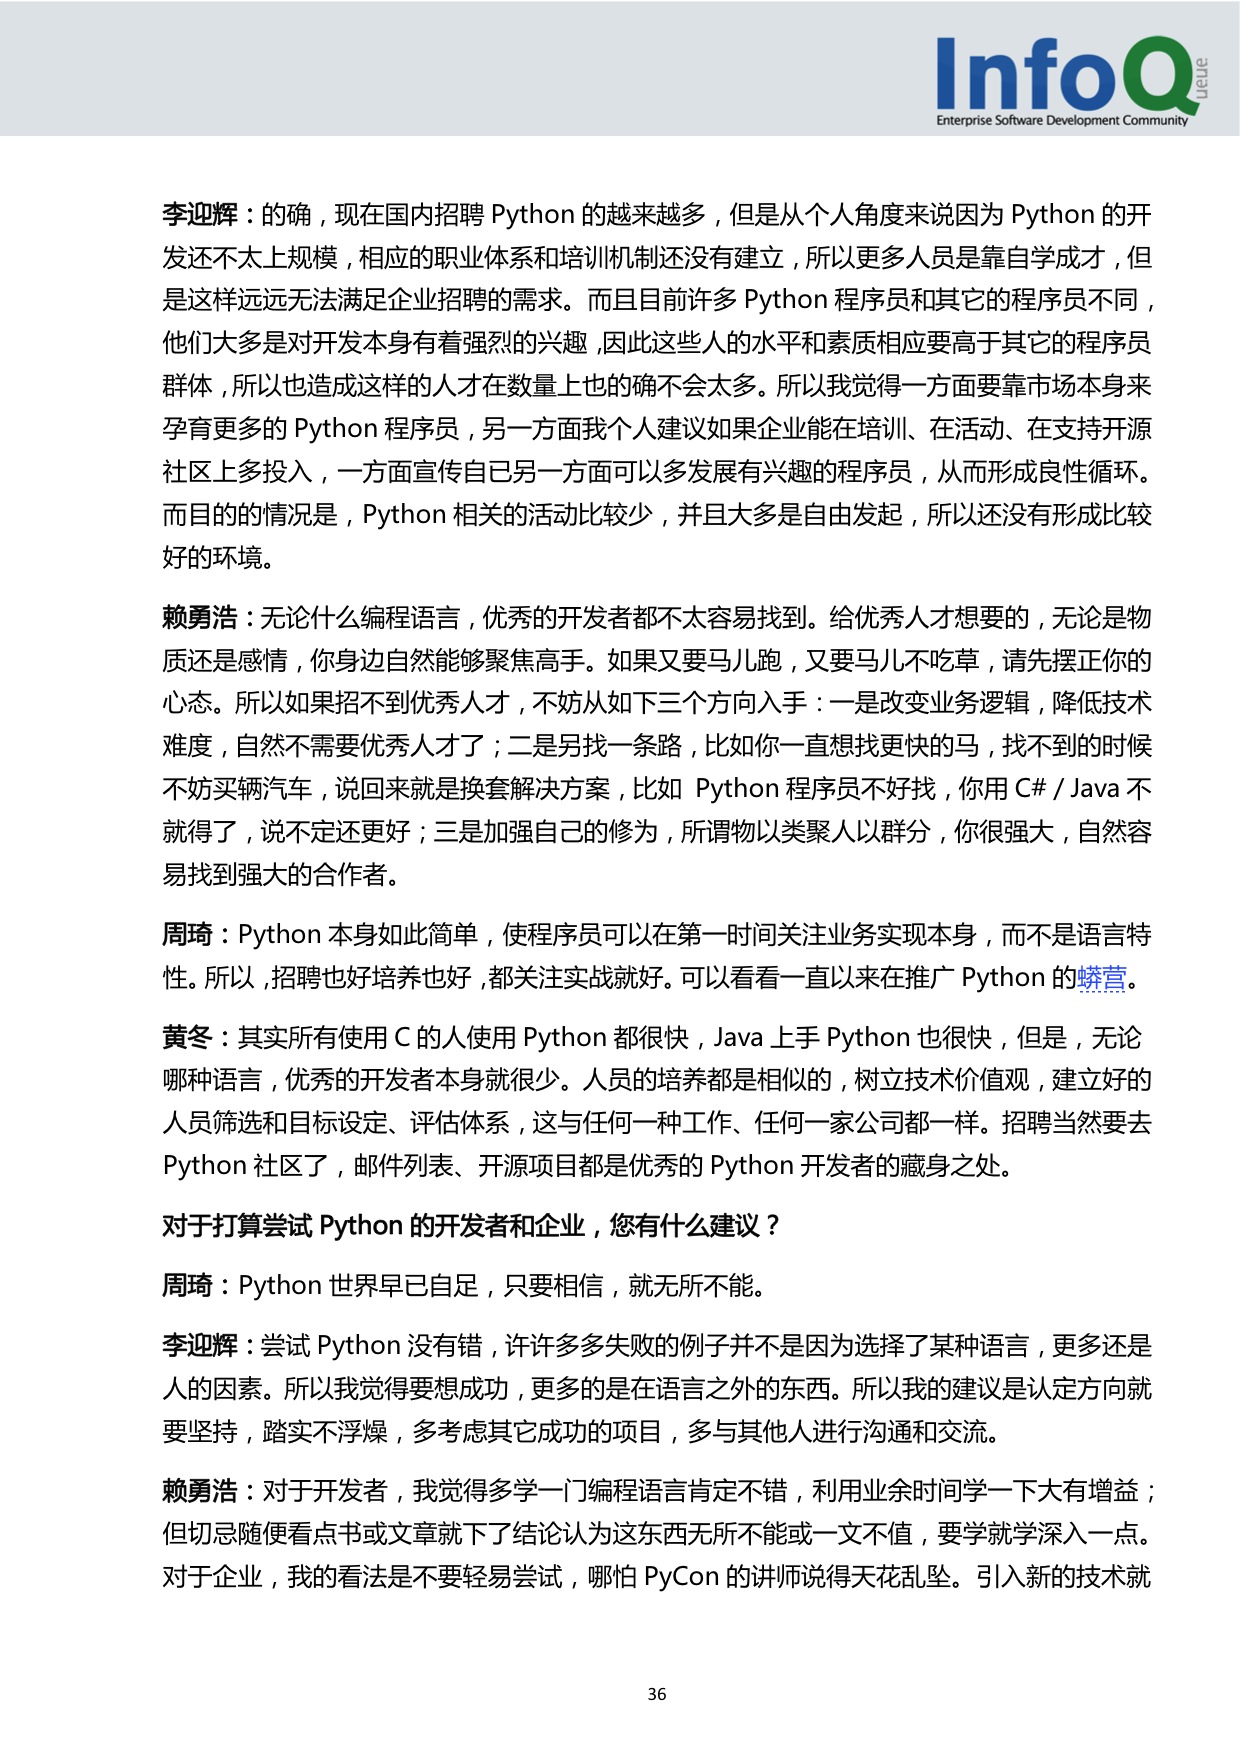 InfoQ
ueue
Enterprise Software Development Community
李迎辉：的确，现在国内招聘 Python 的越来越多，但是从个人角度来说因为 Python 的开
发还不太上规模，相应的职业体系和培训机制还没有建立，所以更多人员是靠自学成才，但
是这样远远无法满足企业招聘的需求。而且目前许多 Python 程序员和其它的程序员不同，
他们大多是对开发本身有着强烈的兴趣，因此这些人的水平和素质相应要高于其它的程序员
群体，所以也造成这样的人才在数量上也的确不会太多。所以我觉得一方面要靠市场本身来
孕育更多的 Python 程序员，另一方面我个人建议如果企业能在培训、在活动、在支持开源
社区上多投入，一方面宣传自已另一方面可以多发展有兴趣的程序员，从而形成良性循环。
而目的的情况是，Python 相关的活动比较少，并且大多是自由发起，所以还没有形成比较
好的环境。
赖勇浩：无论什么编程语言，优秀的开发者都不太容易找到。给优秀人才想要的，无论是物
质还是感情，你身边自然能够聚焦高手。如果又要马儿跑，又要马儿不吃草，请先摆正你的
心态。所以如果招不到优秀人才，不妨从如下三个方向入手：一是改变业务逻辑，降低技术
难度，自然不需要优秀人才了；二是另找一条路，比如你一直想找更快的马，找不到的时候
不妨买辆汽车，说回来就是换套解决方案，比如 Python 程序员不好找，你用 C# / Java 不
就得了，说不定还更好；三是加强自己的修为，所谓物以类聚人以群分，你很强大，自然容
易找到强大的合作者。
周琦：Python 本身如此简单，使程序员可以在第一时间关注业务实现本身，而不是语言特
性。所以，招聘也好培养也好，都关注实战就好。可以看看一直以来在推广 Python 的蟒营。
黄冬：其实所有使用 C 的人使用 Python 都很快，Java 上手 Python 也很快，但是，无论
哪种语言，优秀的开发者本身就很少。人员的培养都是相似的，树立技术价值观，建立好的
人员筛选和目标设定、评估体系，这与任何一种工作、任何一家公司都一样。招聘当然要去
Python 社区了，邮件列表、开源项目都是优秀的 Python 开发者的藏身之处。
对于打算尝试 Python 的开发者和企业，您有什么建议？
周琦：Python 世界早已自足，只要相信，就无所不能。
李迎辉：尝试 Python 没有错，许许多多失败的例子并不是因为选择了某种语言，更多还是
人的因素。所以我觉得要想成功，更多的是在语言之外的东西。所以我的建议是认定方向就
要坚持，踏实不浮燥，多考虑其它成功的项目，多与其他人进行沟通和交流。
赖勇浩：对于开发者，我觉得多学一门编程语言肯定不错，利用业余时间学一下大有增益；
但切忌随便看点书或文章就下了结论认为这东西无所不能或一文不值，要学就学深入一点。
对于企业，我的看法是不要轻易尝试，哪怕 PyCon 的讲师说得天花乱坠。引入新的技术就
36